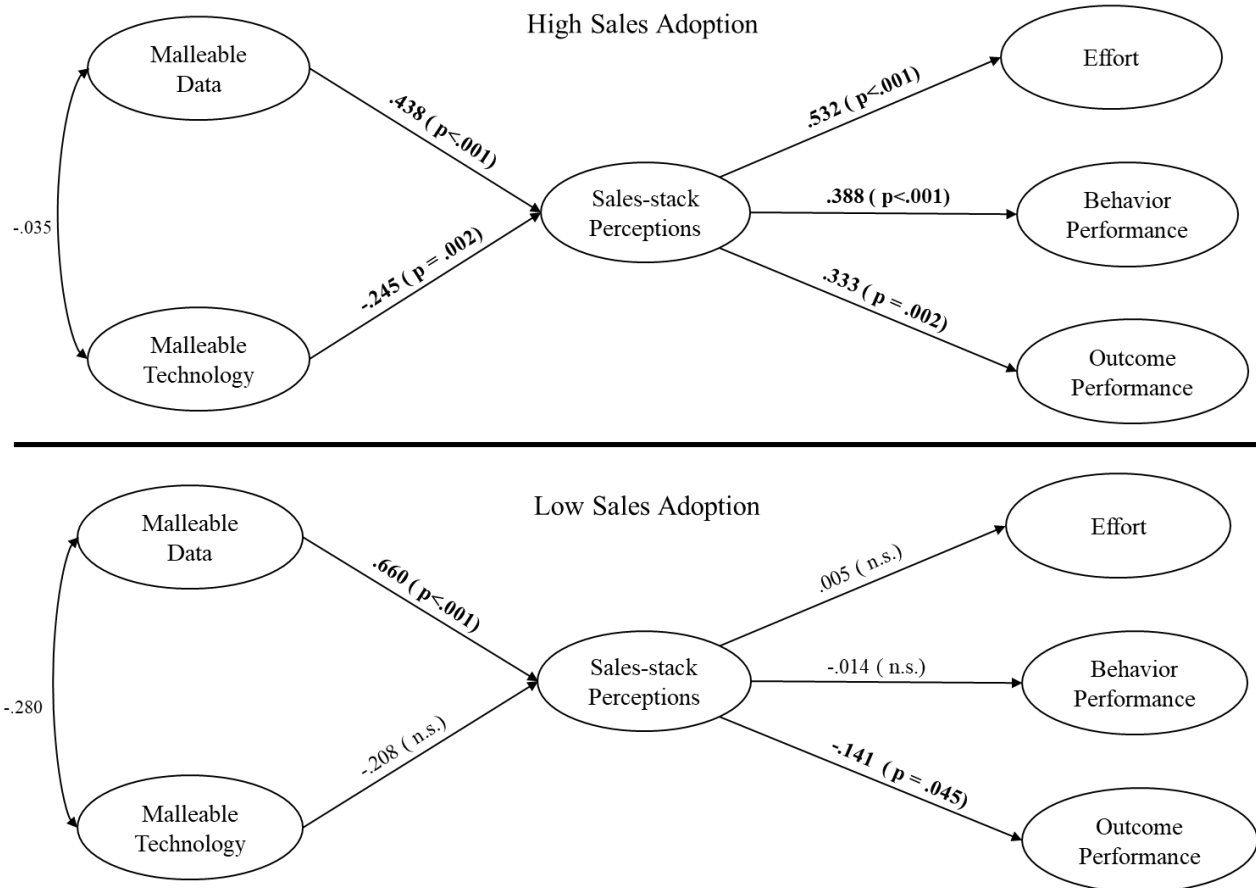 High Sales Adoption
Malleable
Data
Effort
.438 ( p<.001)
.532 ( p<.001)
-.035
Sales-stack
Perceptions
.388 ( p<.001)
Behavior
Performance
-.245 ( p = .002)
.333 ( p = .002)
Malleable
Technology
Outcome
Performance
Low Sales Adoption
Malleable
Data
Effort
.660 ( p<.001)
.005 ( n.s.)
-.280
Sales-stack
Perceptions
-.014 ( n.s.)
Behavior
Performance
-.208 ( n.s.)
-.141 ( p = .045)
Malleable
Technology
Outcome
Performance